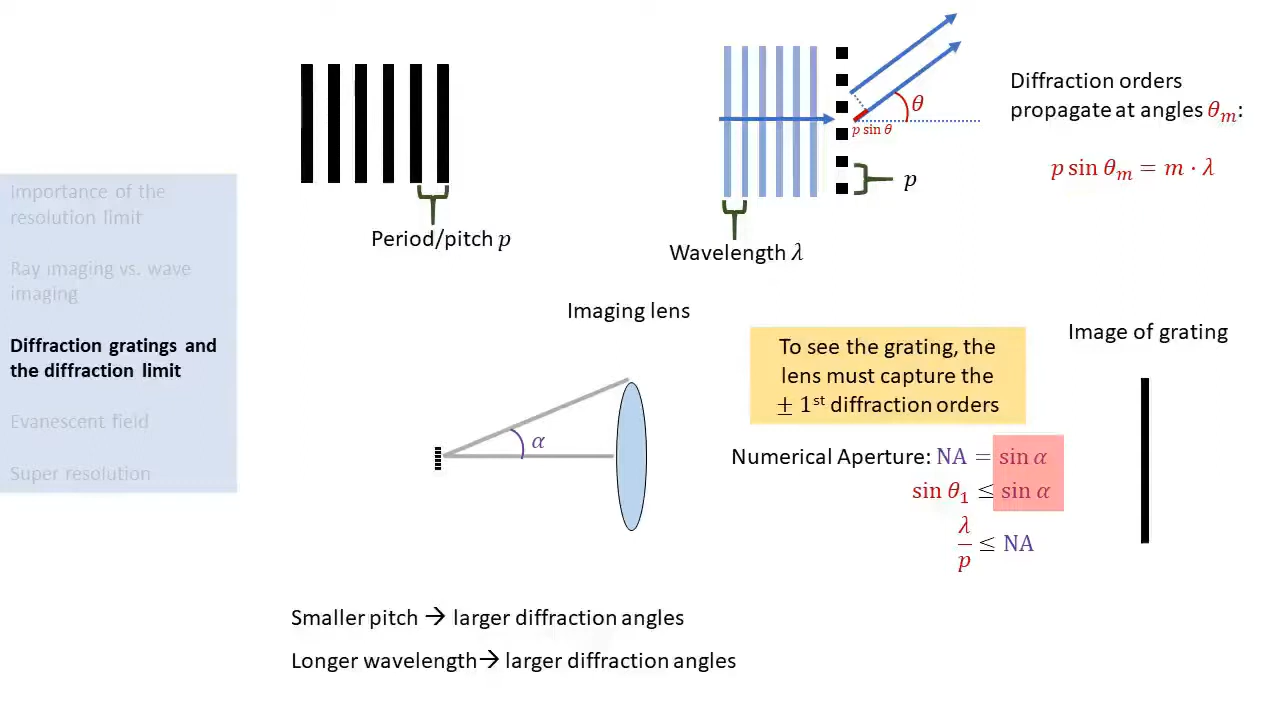 Importance of the
resolution limit
Ray imaging vs. wave
imaging
Diffraction gratings and
the diffraction limit
Evanescent field
Super resolution
Period/pitch p
θ
p sin θ
p
Wavelength λ
Diffraction orders
propagate at angles θₘ:
p sin θₘ = m · λ
Imaging lens
α
To see the grating, the
lens must capture the
± 1ˢᵗ diffraction orders
Numerical Aperture: NA = sin α
sin θ₁ ≤ sin α
λ/p ≤ NA
Image of grating
Smaller pitch → larger diffraction angles
Longer wavelength→ larger diffraction angles